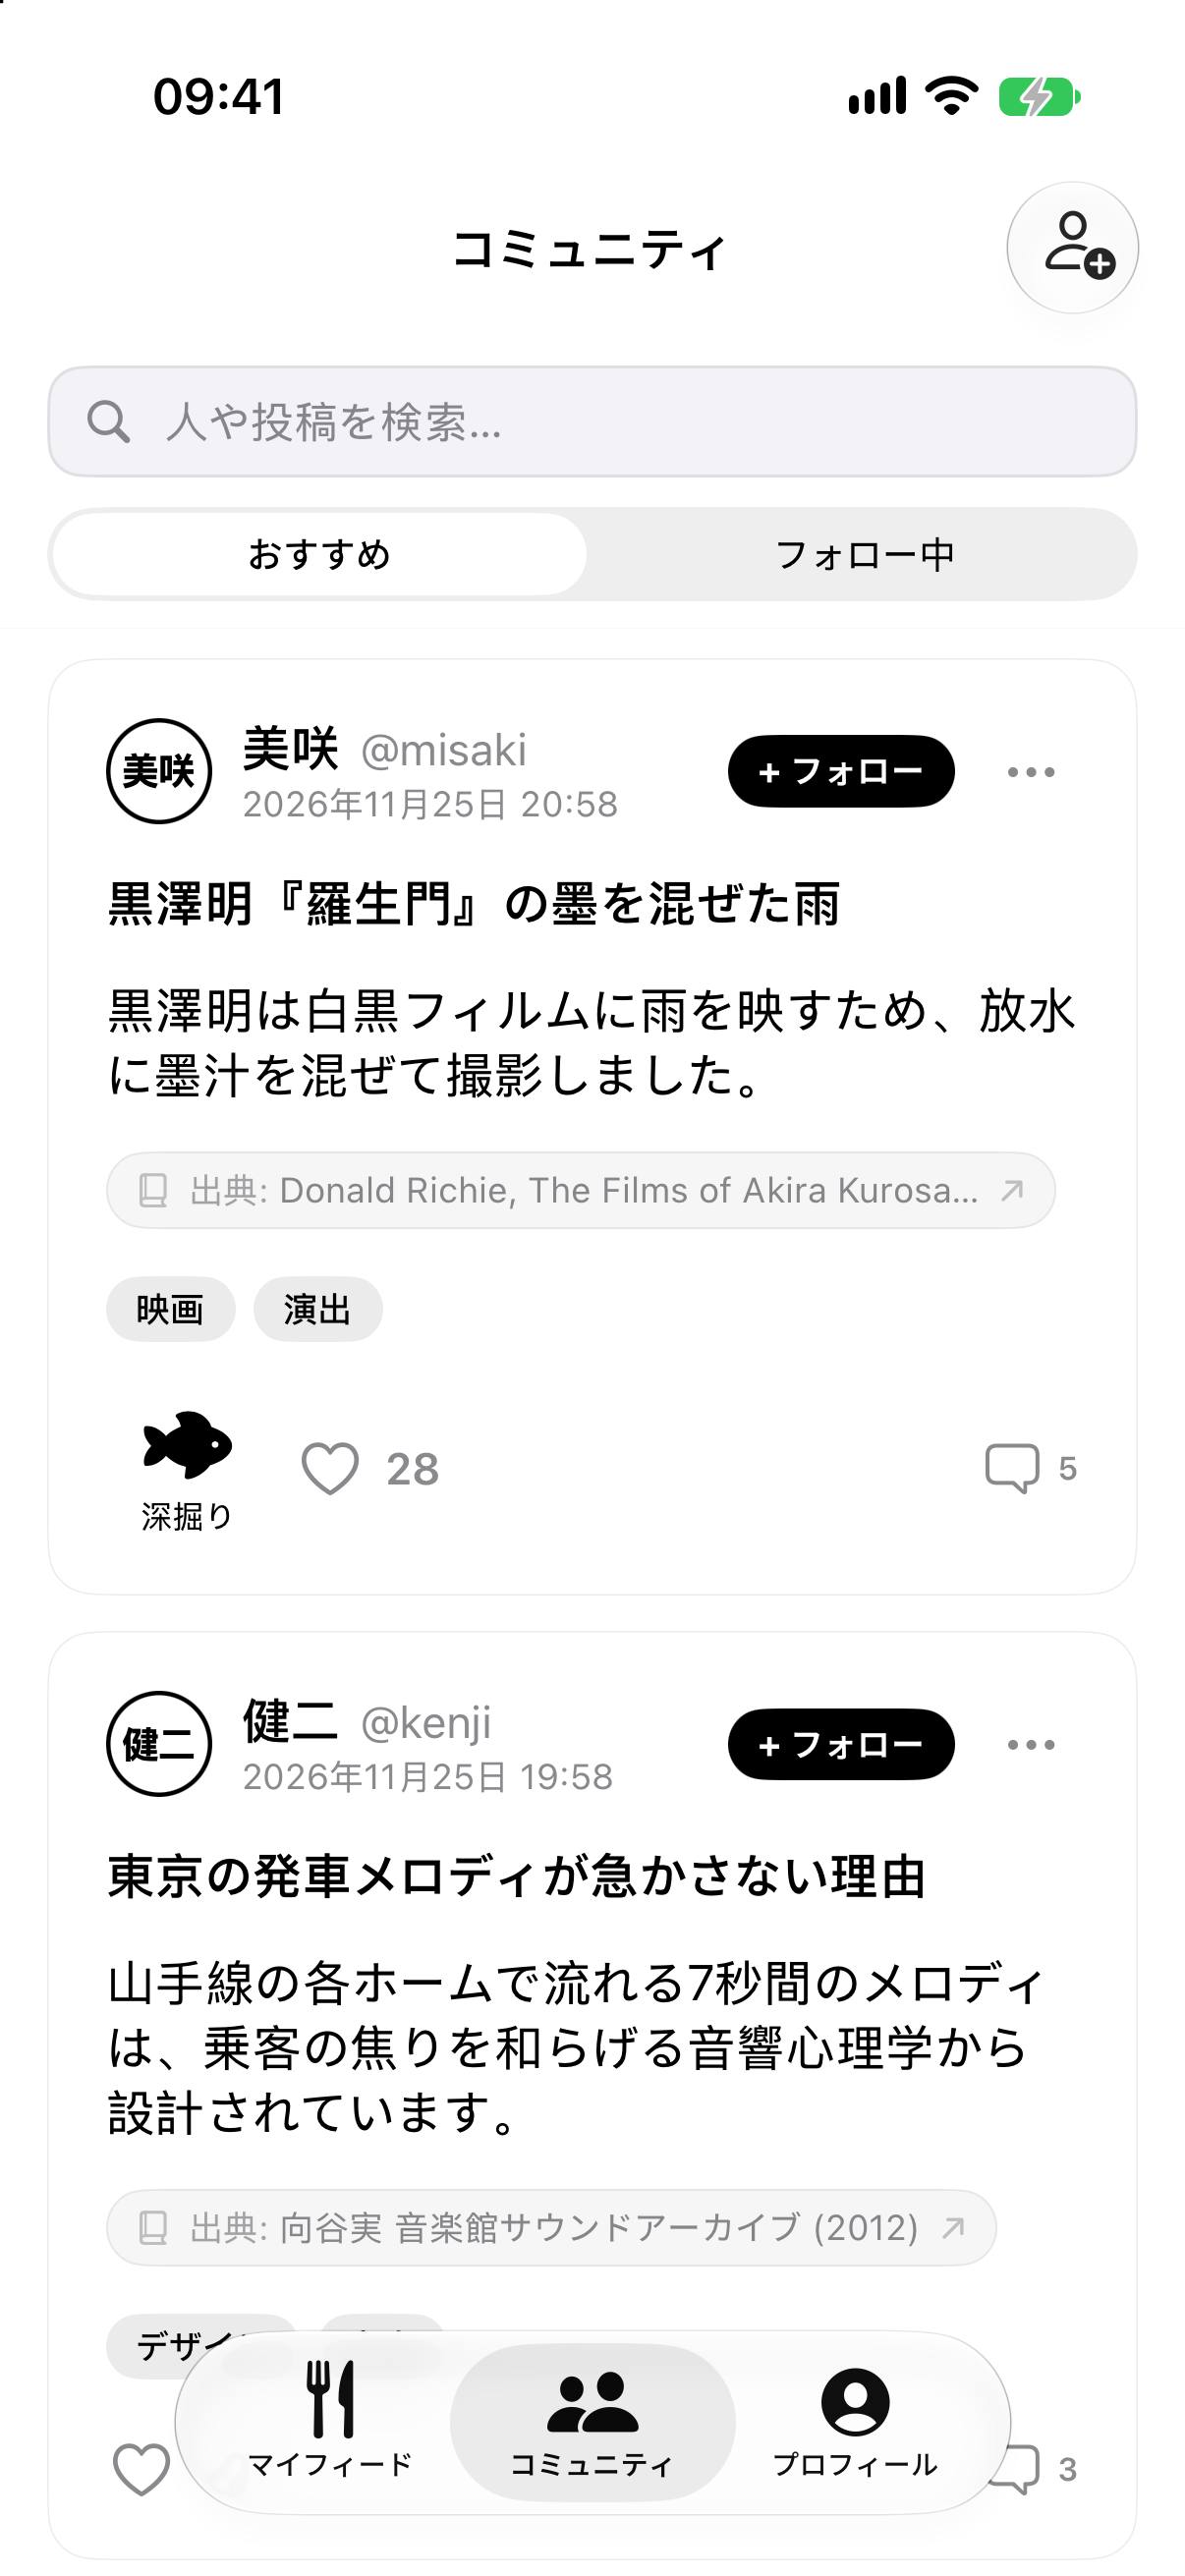 09:41
コミュニティ
人や投稿を検索...
おすすめ
フォロー中
美咲
美咲 @misaki
2026年11月25日 20:58
+ フォロー
黒澤明『羅生門』の墨を混ぜた雨
黒澤明は白黒フィルムに雨を映すため、放水
に墨汁を混ぜて撮影しました。
出典: Donald Richie, The Films of Akira Kurosa...
映画
演出
深掘り
28
5
健二
健二 @kenji
2026年11月25日 19:58
+ フォロー
東京の発車メロディが急かさない理由
山手線の各ホームで流れる7秒間のメロディ
は、乗客の焦りを和らげる音響心理学から
設計されています。
出典: 向谷実 音楽館サウンドアーカイブ (2012)
デザイ
マイフィード
コミュニティ
プロフィール
3